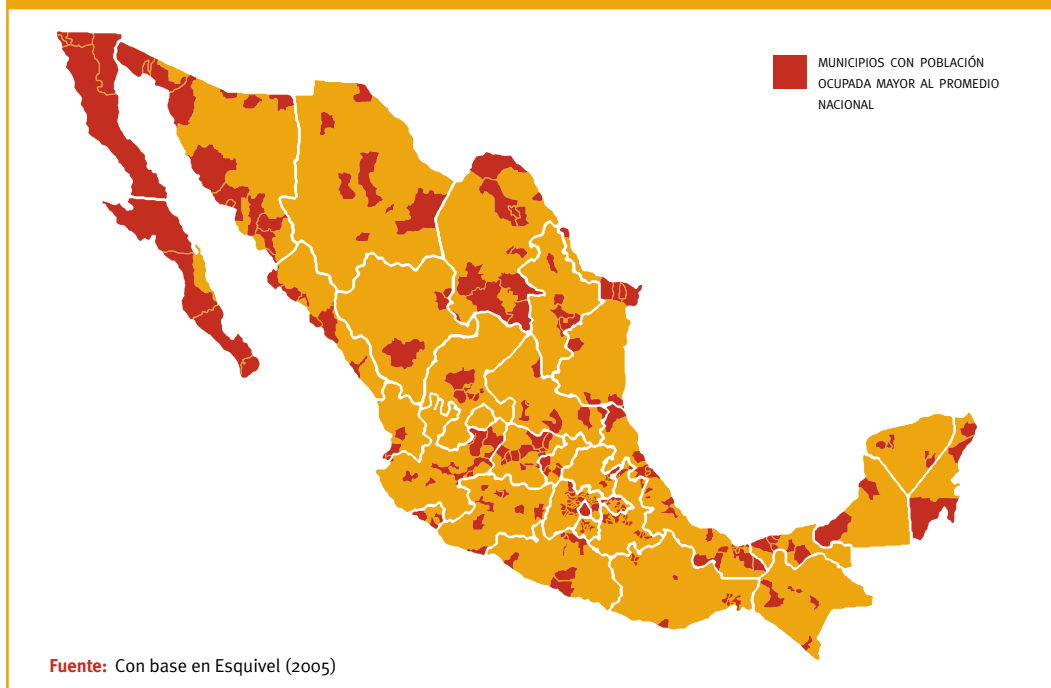 MUNICIPIOS CON POBLACIÓN
OCUPADA MAYOR AL PROMEDIO
NACIONAL
Fuente: Con base en Esquivel (2005)